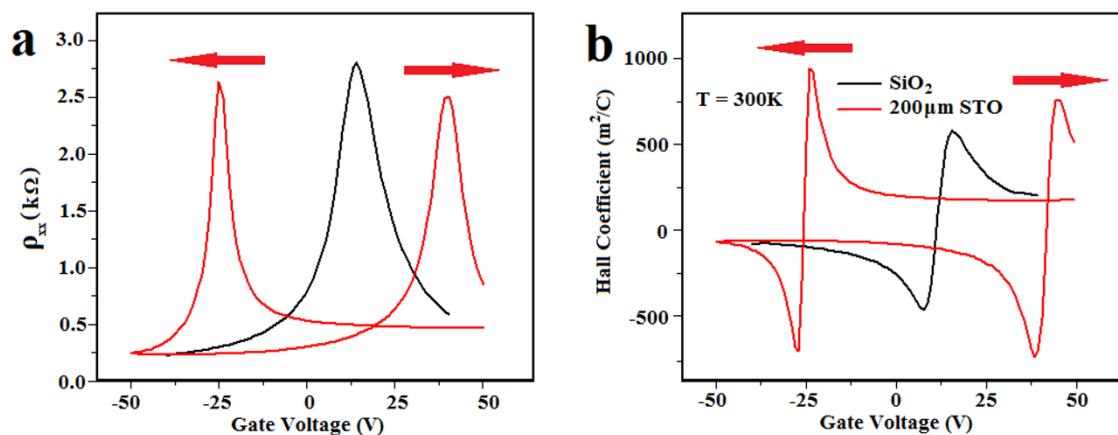 a
3.0
2.5
2.0
1.5
1.0
0.5
0.0
ρxx (kΩ)
-50
-25
0
25
50
Gate Voltage (V)
b
1000
500
0
-500
Hall Coefficient (m²/C)
T = 300K
SiO₂
200μm STO
-50
-25
0
25
50
Gate Voltage (V)